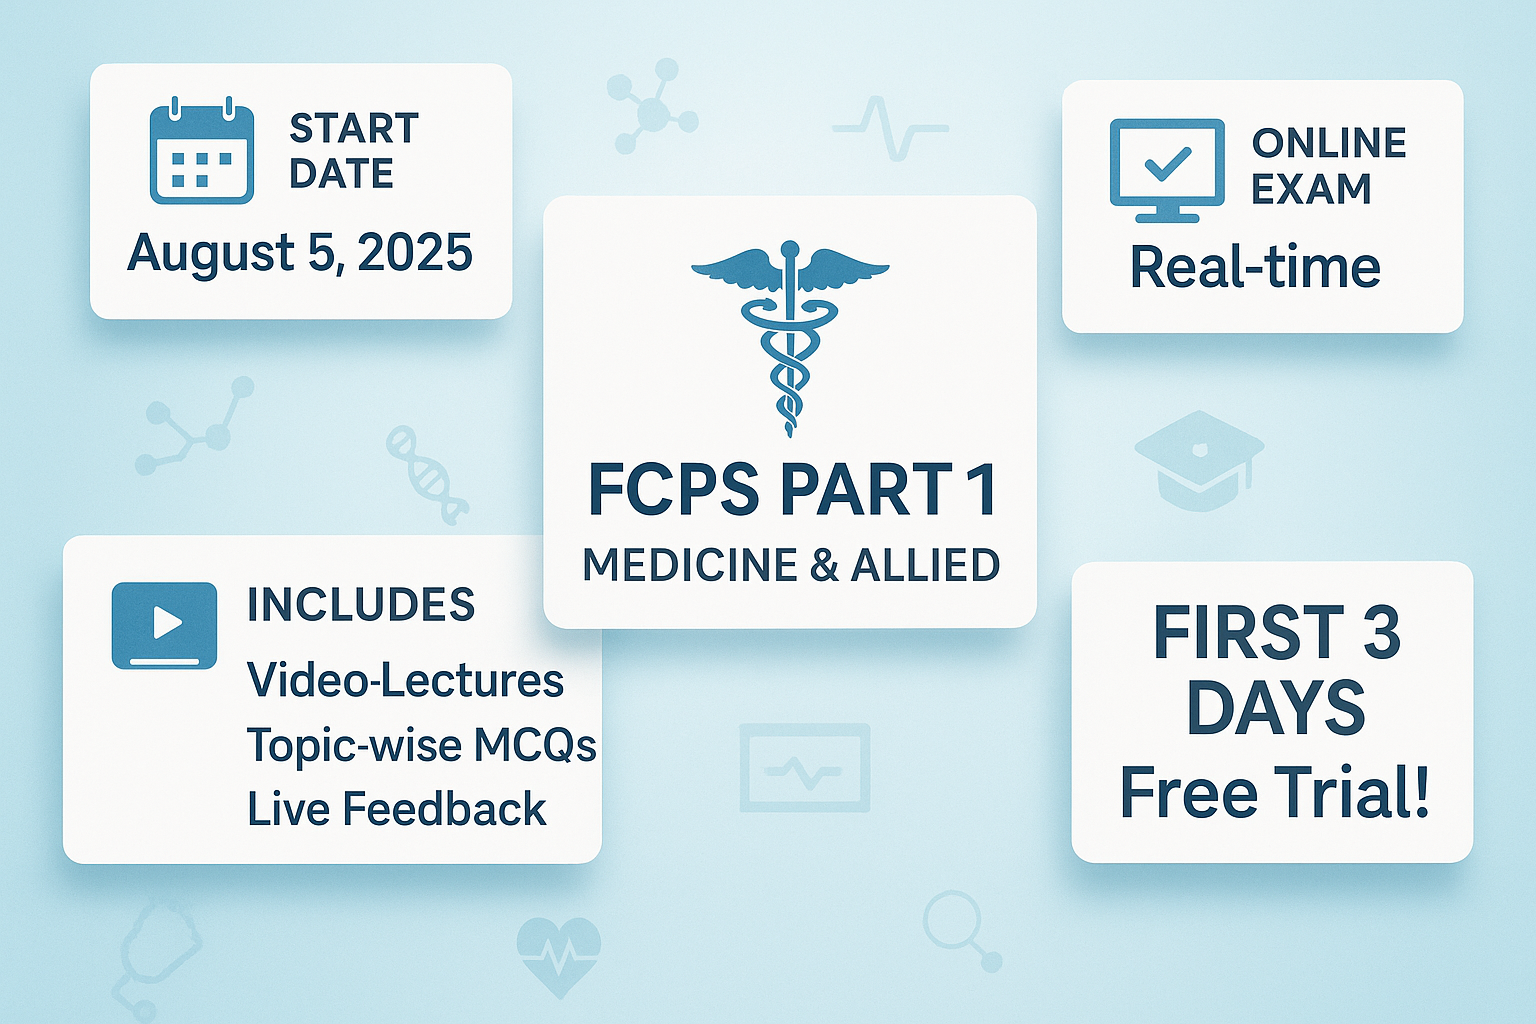 START
DATE
August 5, 2025
ONLINE
EXAM
Real-time
FCPS PART 1
MEDICINE & ALLIED
INCLUDES
Video-Lectures
Topic-wise MCQs
Live Feedback
FIRST 3
DAYS
Free Trial!